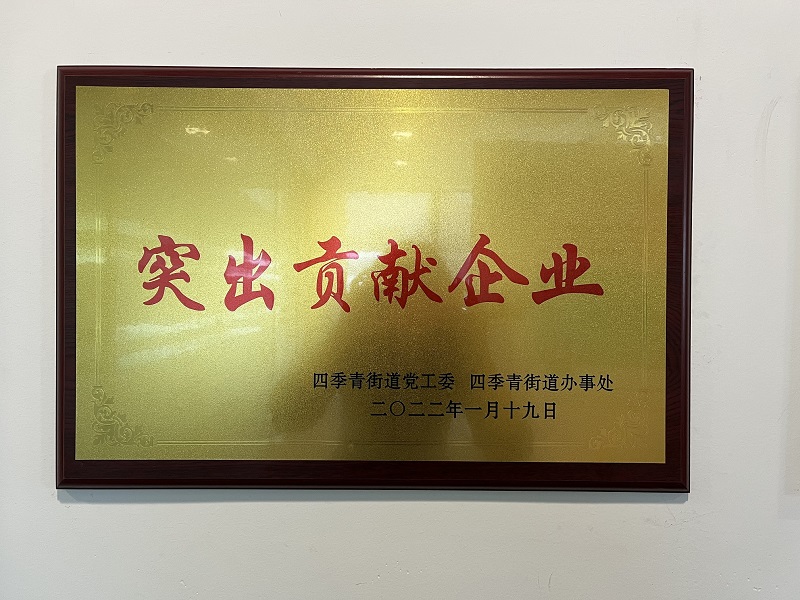 突出贡献企业
四季青街道党工委 四季青街道办事处
二〇二二年一月十九日